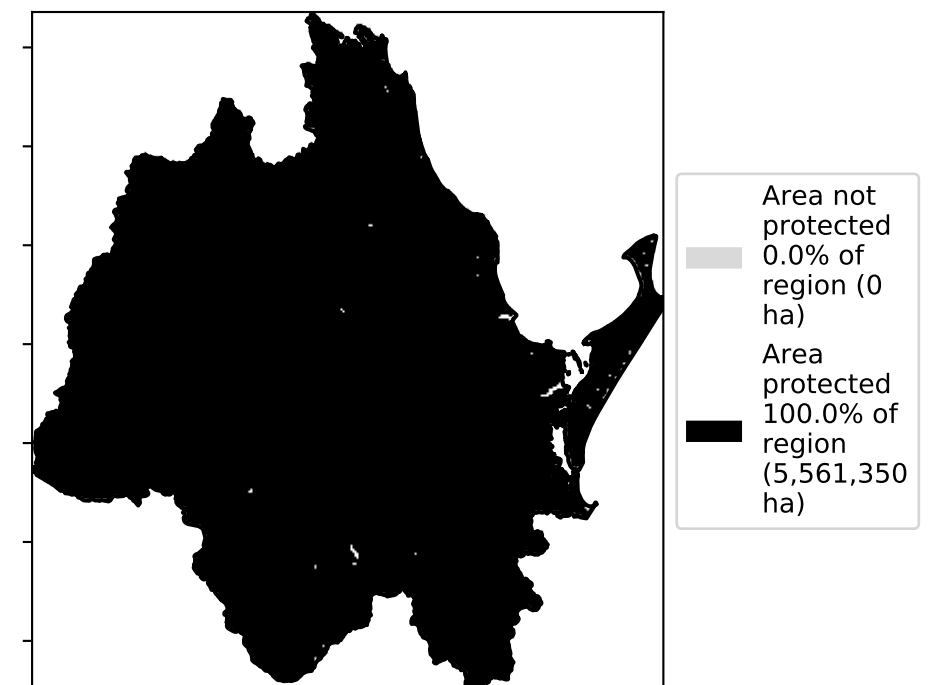 Area not
protected
0.0% of
region (0
ha)
Area
protected
100.0% of
region
(5,561,350
ha)